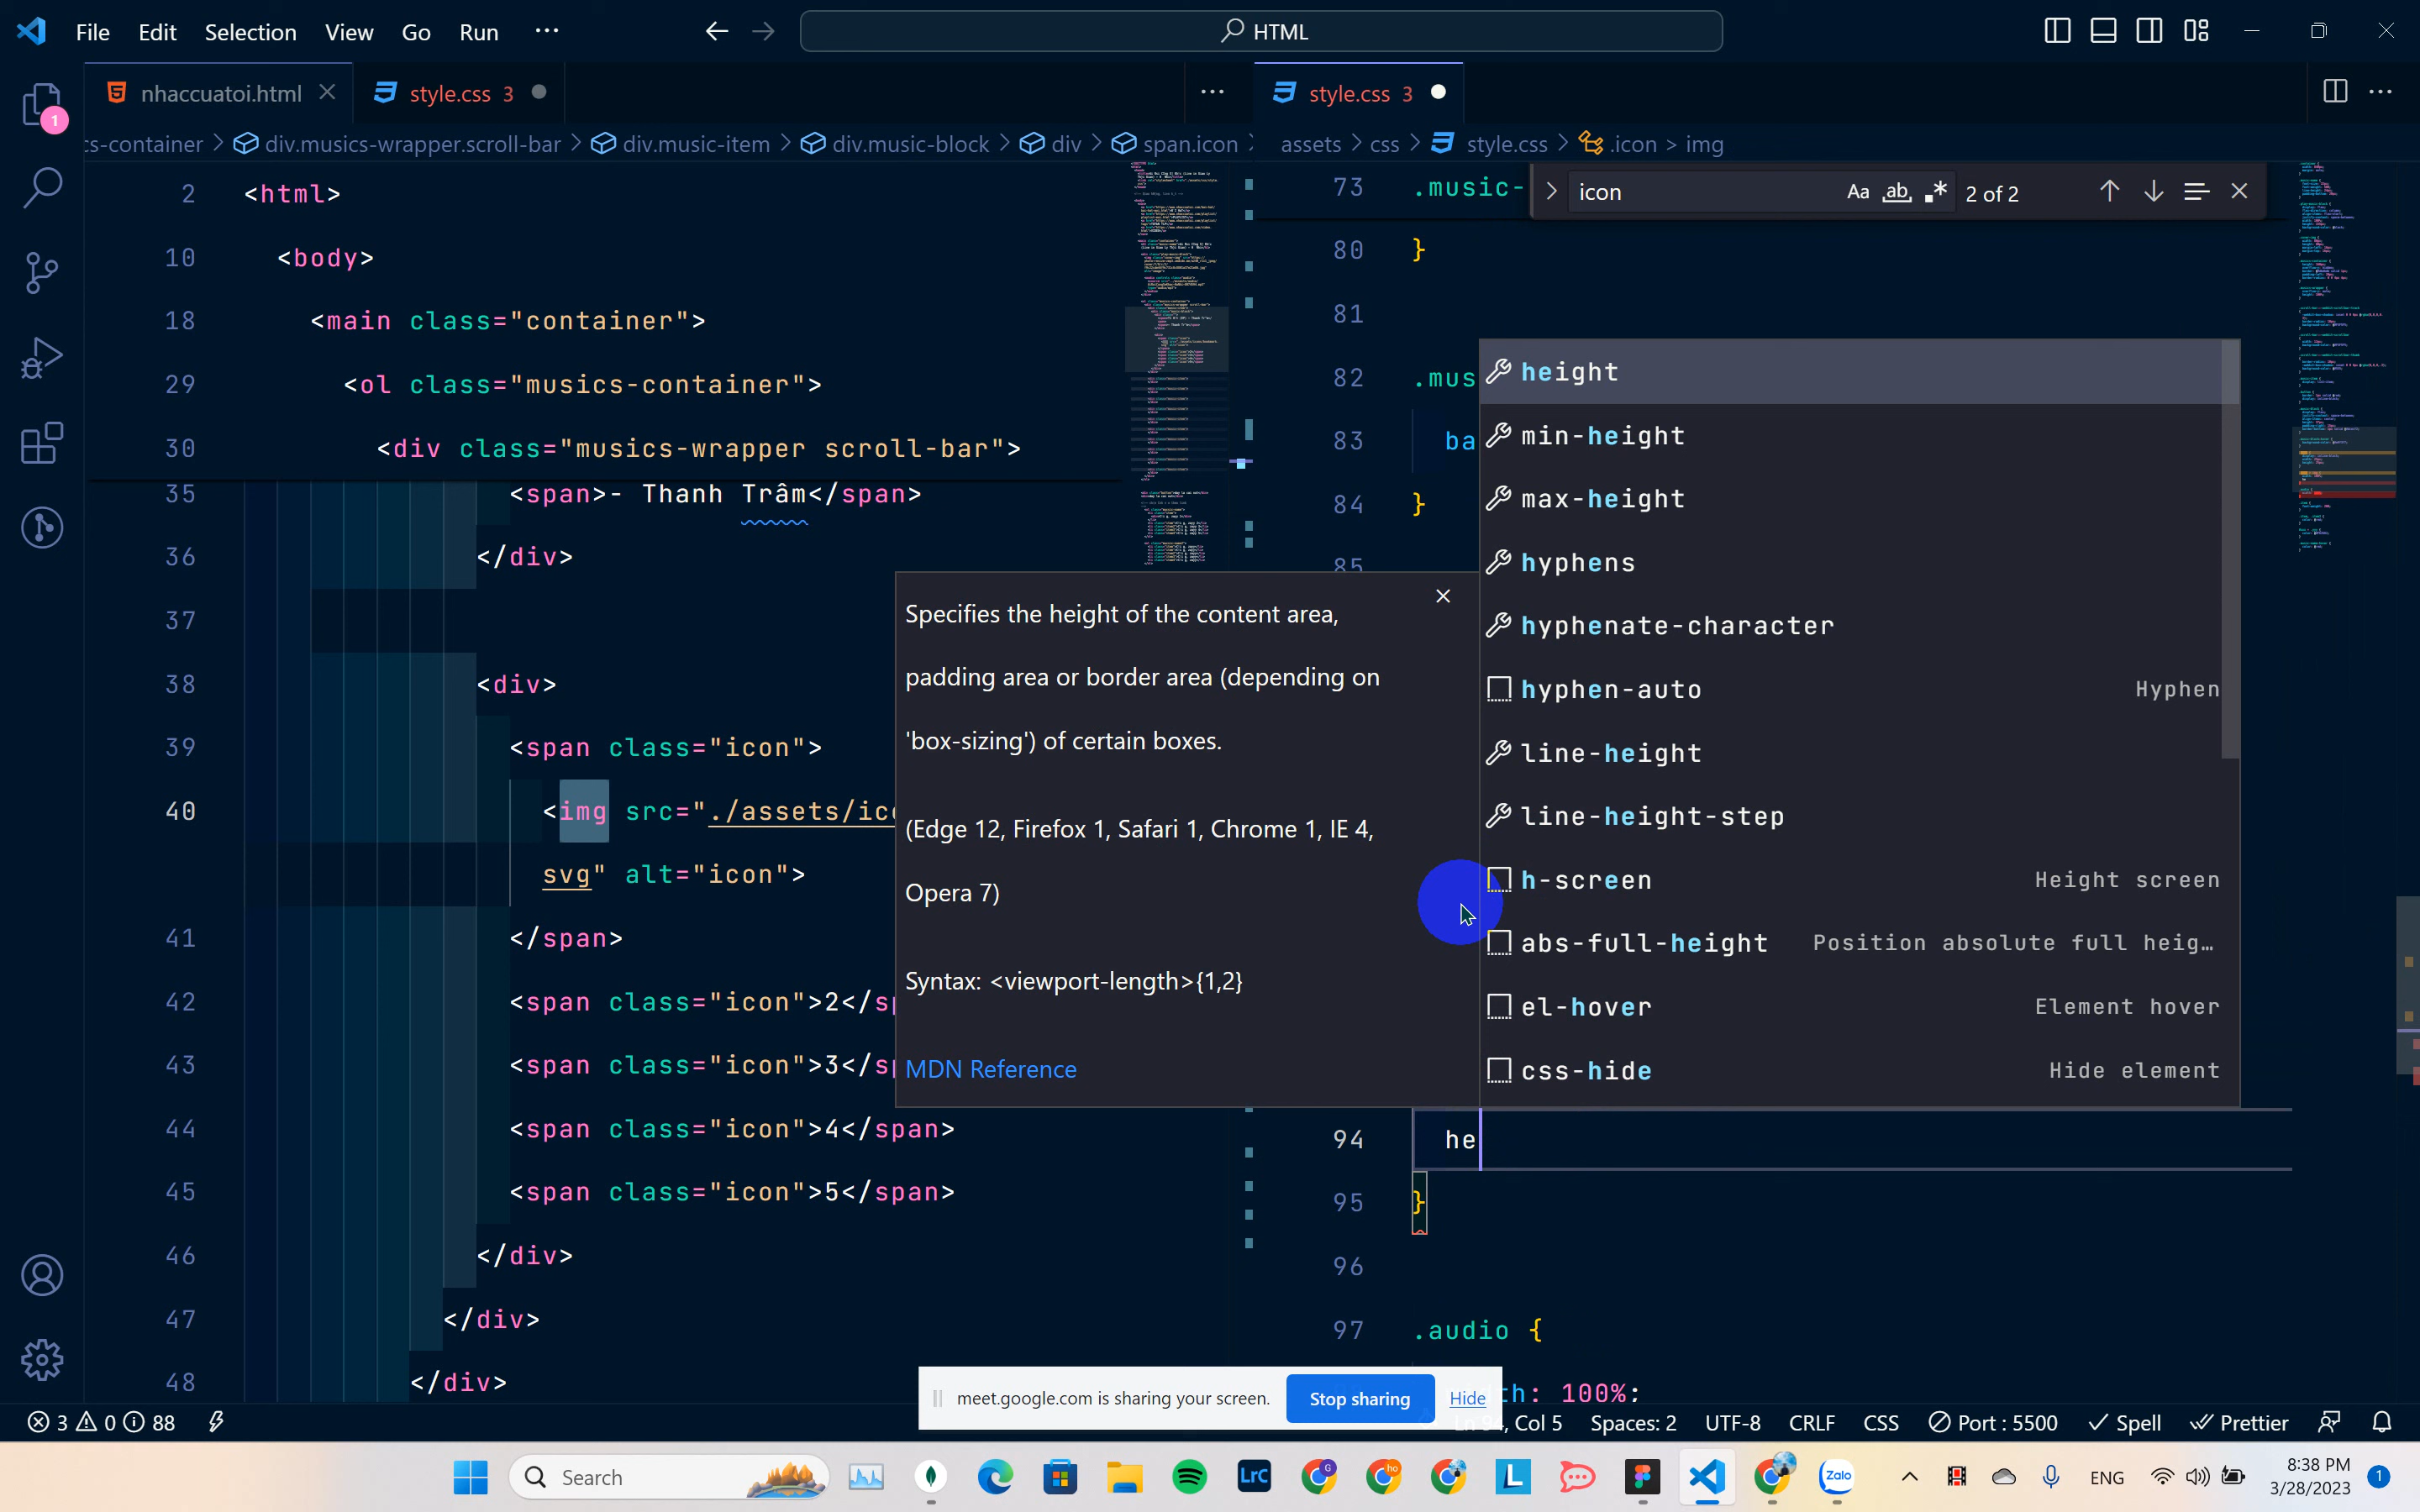 File Edit Selection View Go Run ···
HTML
nhaccuatoi.html
style.css 3
style.css 3
cs-container > div.musics-wrapper.scroll-bar > div.music-item > div.music-block > div > span.icon >
assets > css > style.css > .icon > img
1
icon
Aa ab 2 of 2
2 <html>
10 <body>
18 <main class="container">
29 <ol class="musics-container">
30 <div class="musics-wrapper scroll-bar">
35 <span>- Thanh Trâm</span>
36 </div>
37
38 <div>
39 <span class="icon">
40 <img src="./assets/ico
svg" alt="icon">
41 </span>
42 <span class="icon">2</s
43 <span class="icon">3</s
44 <span class="icon">4</span>
45 <span class="icon">5</span>
46 </div>
47 </div>
48 </div>
73 .music-
80 }
81
82 .mus
83 ba
84 }
85
Specifies the height of the content area,
padding area or border area (depending on
'box-sizing') of certain boxes.
(Edge 12, Firefox 1, Safari 1, Chrome 1, IE 4,
Opera 7)
Syntax: <viewport-length>{1,2}
MDN Reference
height
min-height
max-height
hyphens
hyphenate-character
hyphen-auto Hyphen
line-height
line-height-step
h-screen Height screen
abs-full-height Position absolute full heig…
el-hover Element hover
css-hide Hide element
94 he
95 }
96
97 .audio {
th: 100%;
meet.google.com is sharing your screen. Stop sharing Hide
3 0 88
Ln 94, Col 5 Spaces: 2 UTF-8 CRLF CSS Port : 5500 Spell Prettier
Search
LrC
G
ho
L
Zalo
ENG
8:38 PM
3/28/2023
1